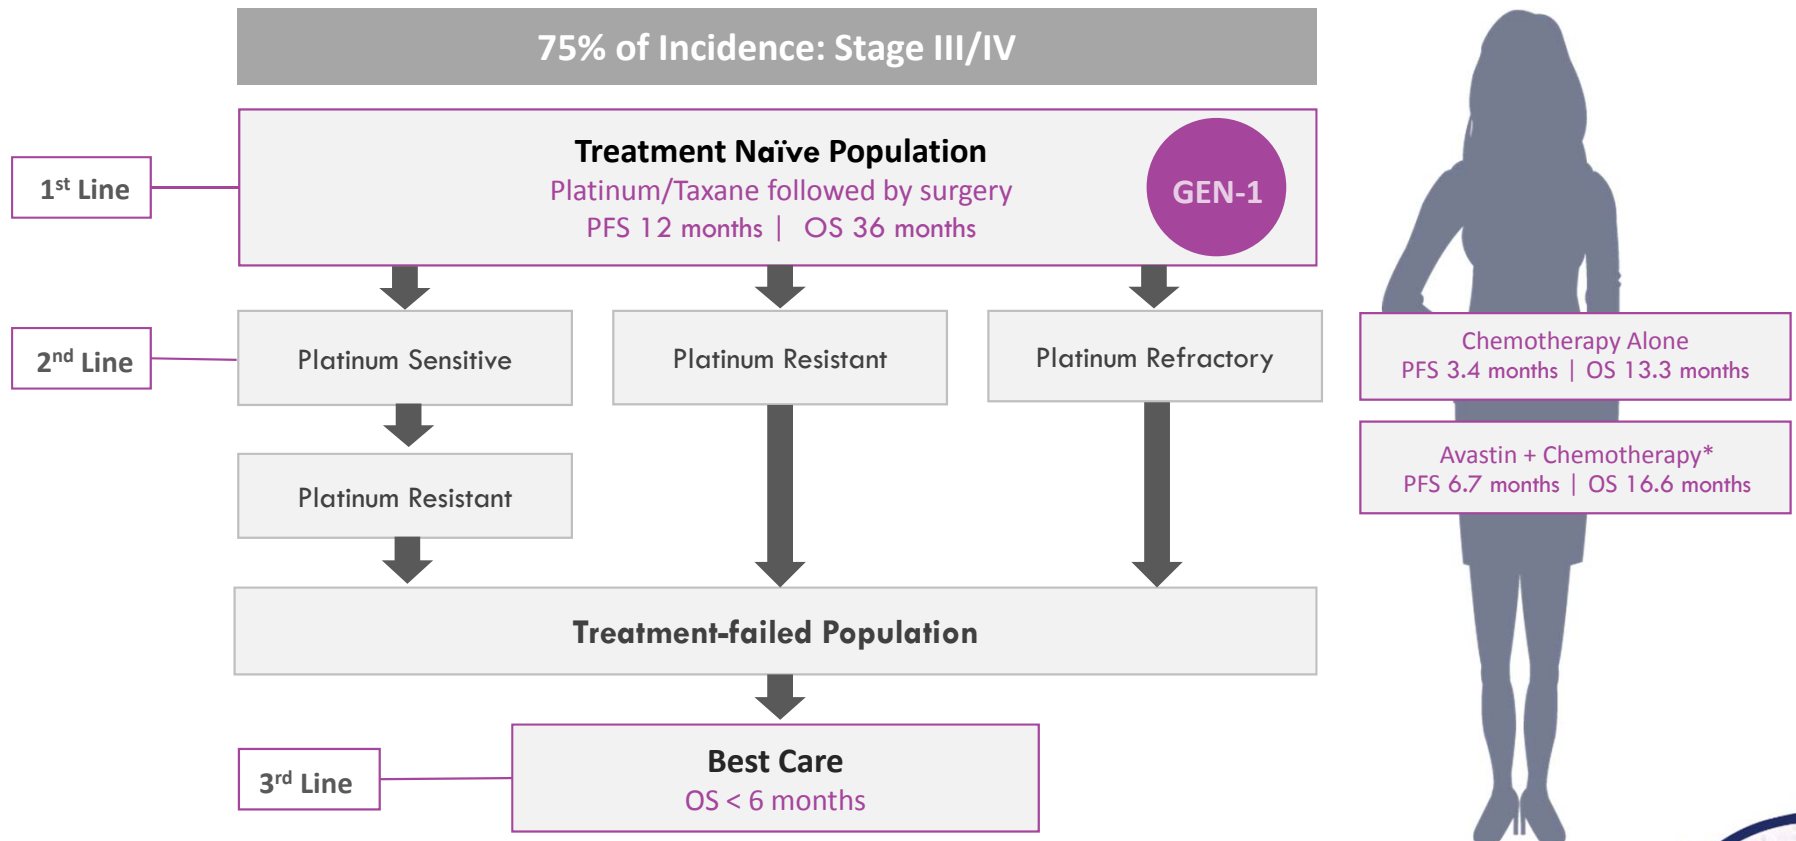 75% of Incidence: Stage III/IV
1st Line
Treatment Naïve Population
Platinum/Taxane followed by surgery
PFS 12 months | OS 36 months
GEN-1
2nd Line
Platinum Sensitive
Platinum Resistant
Platinum Refractory
Chemotherapy Alone
PFS 3.4 months | OS 13.3 months
Avastin + Chemotherapy*
PFS 6.7 months | OS 16.6 months
Platinum Resistant
Treatment-failed Population
3rd Line
Best Care
OS < 6 months